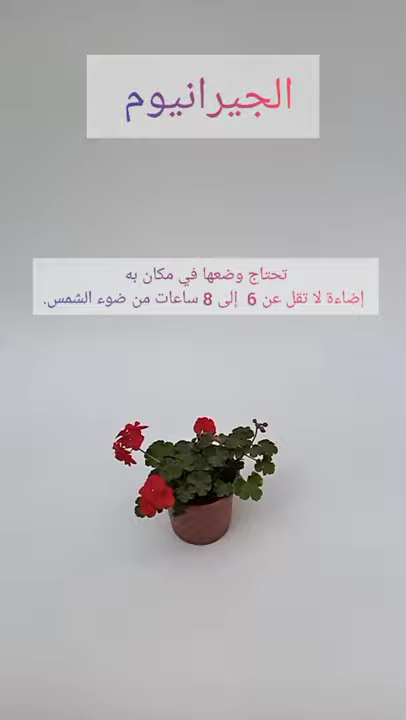 الجيرانيوم
تحتاج وضعها في مكان به
إضاءة لا تقل عن 6 إلى 8 ساعات من ضوء الشمس.